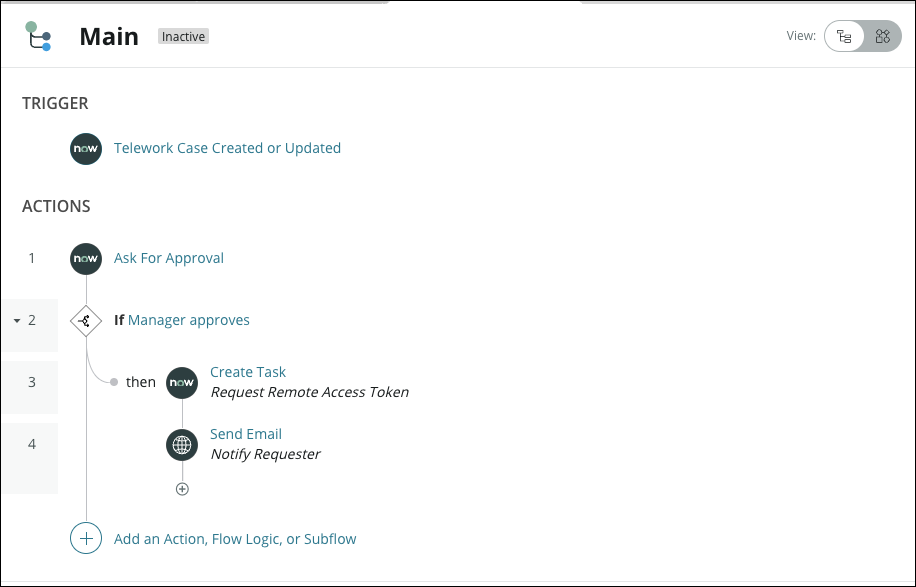 Main Inactive View:
TRIGGER
now Telework Case Created or Updated
ACTIONS
1 now Ask For Approval
2 If Manager approves
3 then now Create Task
Request Remote Access Token
4 Send Email
Notify Requester
Add an Action, Flow Logic, or Subflow